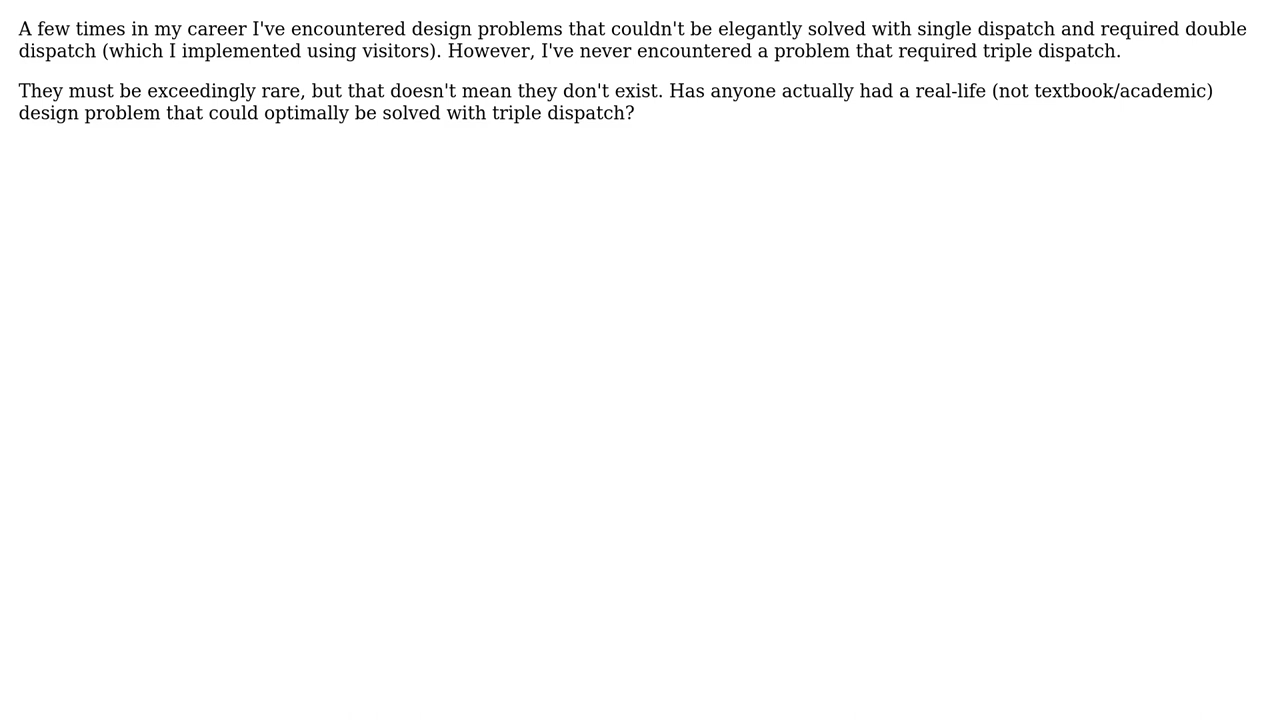 A few times in my career I've encountered design problems that couldn't be elegantly solved with single dispatch and required double
dispatch (which I implemented using visitors). However, I've never encountered a problem that required triple dispatch.
They must be exceedingly rare, but that doesn't mean they don't exist. Has anyone actually had a real-life (not textbook/academic)
design problem that could optimally be solved with triple dispatch?